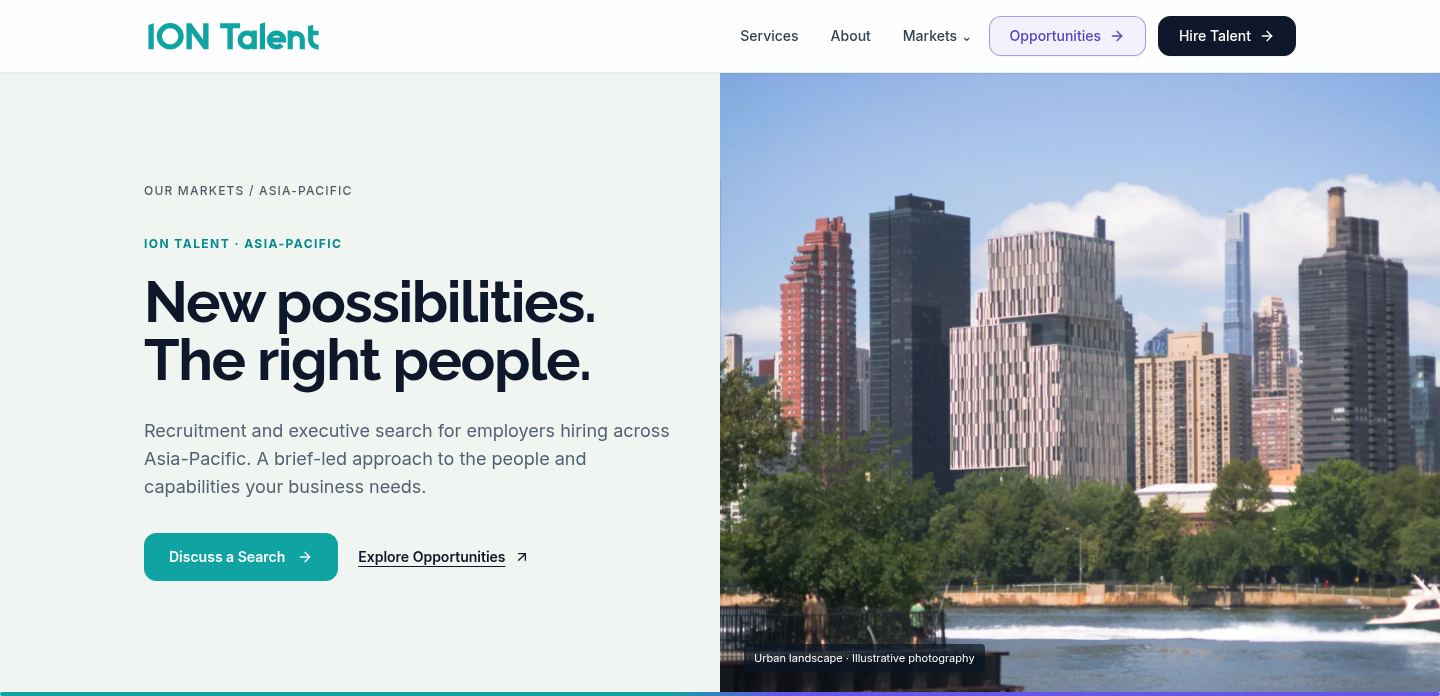 ION Talent
Services
About
Markets
Opportunities
Hire Talent
OUR MARKETS / ASIA-PACIFIC
ION TALENT · ASIA-PACIFIC
New possibilities.
The right people.
Recruitment and executive search for employers hiring across
Asia-Pacific. A brief-led approach to the people and
capabilities your business needs.
Discuss a Search
Explore Opportunities
Urban landscape · Illustrative photography